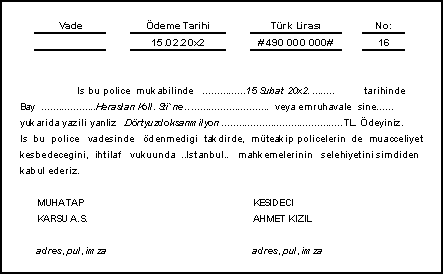 Vade Ödeme Tarihi Türk Lirası No:
15.02.20x2 #490 000 000# 16
Is bu police mukabilinde ................15 Subat 20x2.......... tarihinde
Bay ....................Heraslan Koll. Sti`ne............................... veya emruhavale sine......
yukarida yazili yanliz Dörtyuzdoksanmilyon.............................................TL. Ödeyiniz.
Is bu police vadesinde ödenmedigi takdirde, müteakip policelerin de muacceliyet
kesbedecegini, ihtilaf vukuunda ..Istanbul.. mahkemelerinin selehiyetini simdiden
kabul ederiz.
MUHATAP KESIDECI
KARSU A.S. AHMET KIZIL
adres, pul, imza adres, pul, imza